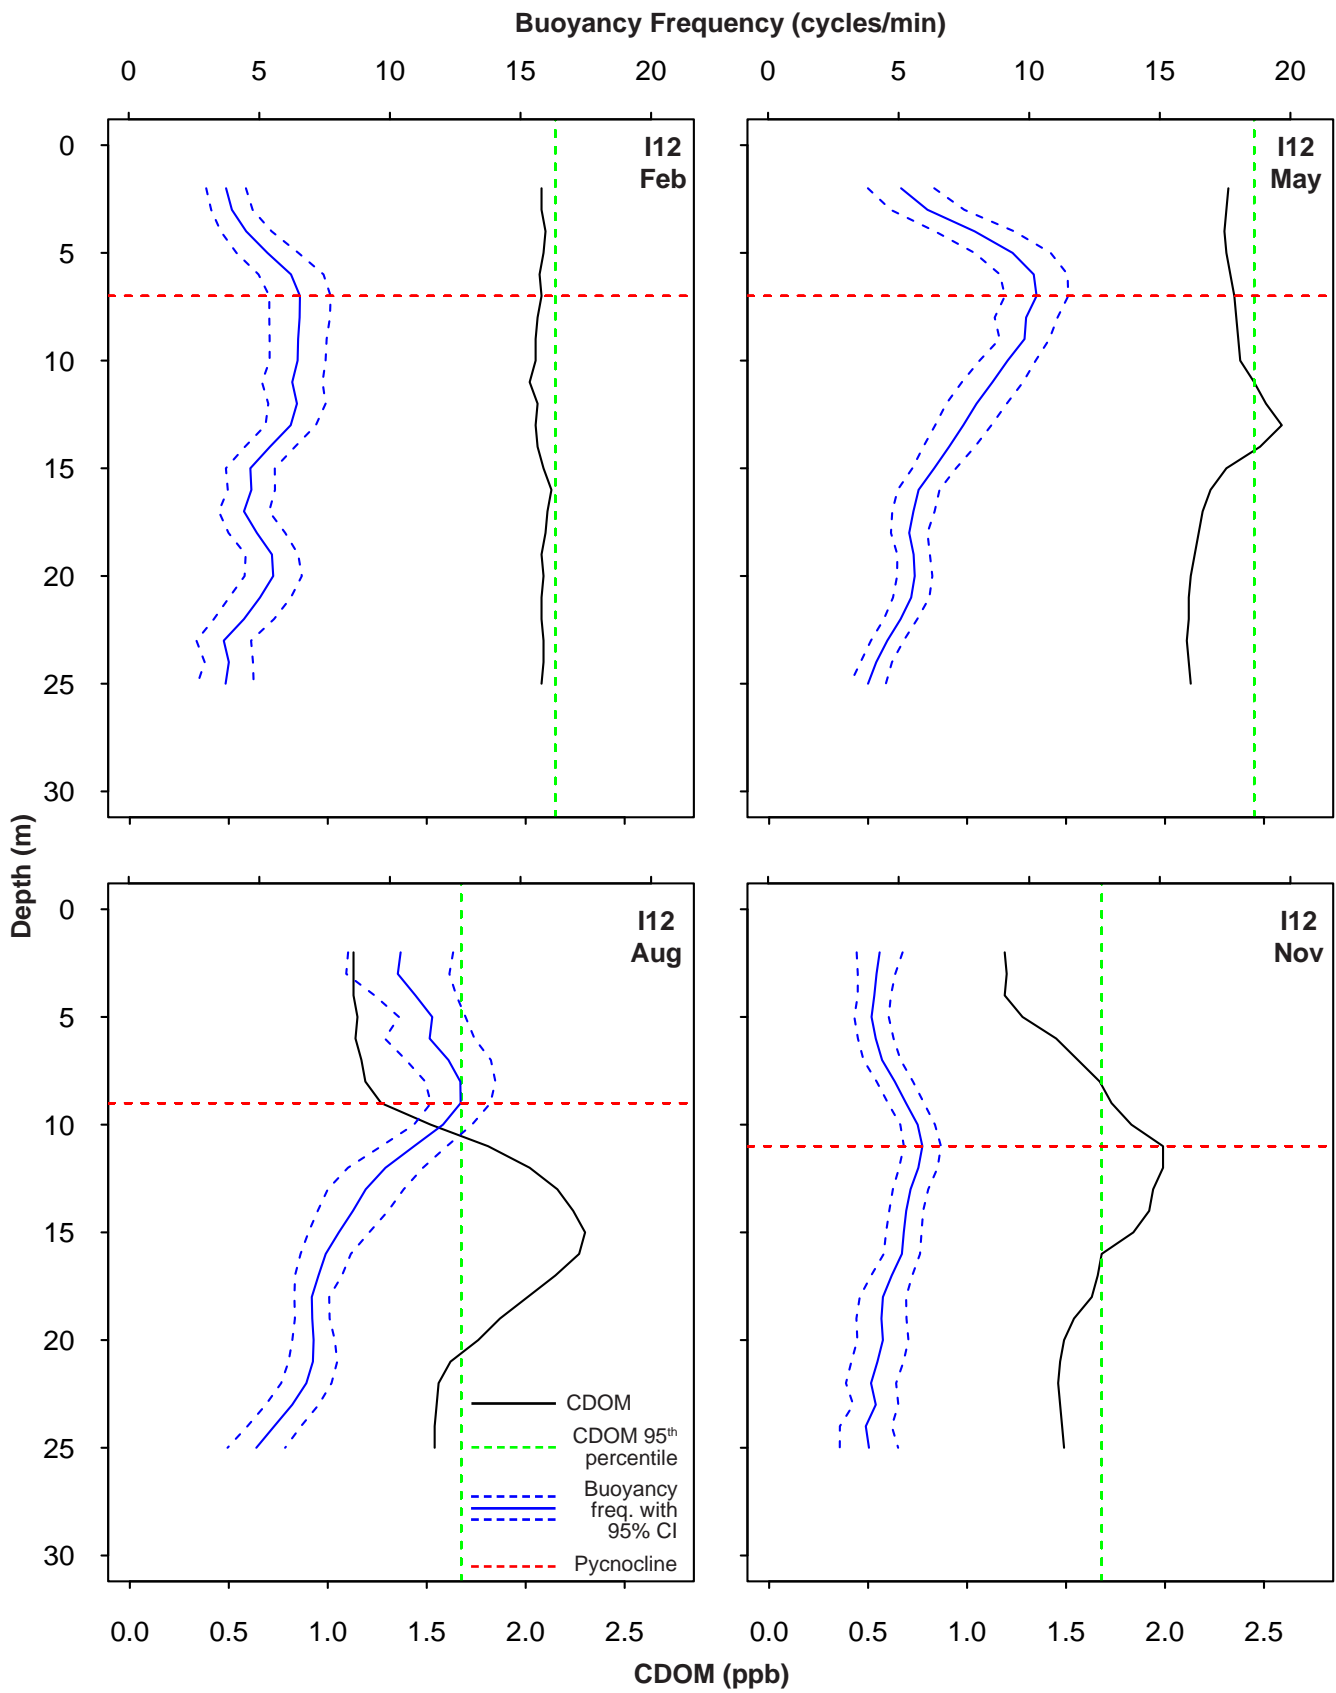 Buoyancy Frequency (cycles/min)
0 5 10 15 20 0 5 10 15 20
0
5
10
15
20
25
30
I12
Feb
I12
May
Depth (m)
0
5
10
15
20
25
30
I12
Aug
I12
Nov
CDOM
CDOM 95th
percentile
Buoyancy
freq. with
95% CI
Pycnocline
0.0 0.5 1.0 1.5 2.0 2.5 0.0 0.5 1.0 1.5 2.0 2.5
CDOM (ppb)